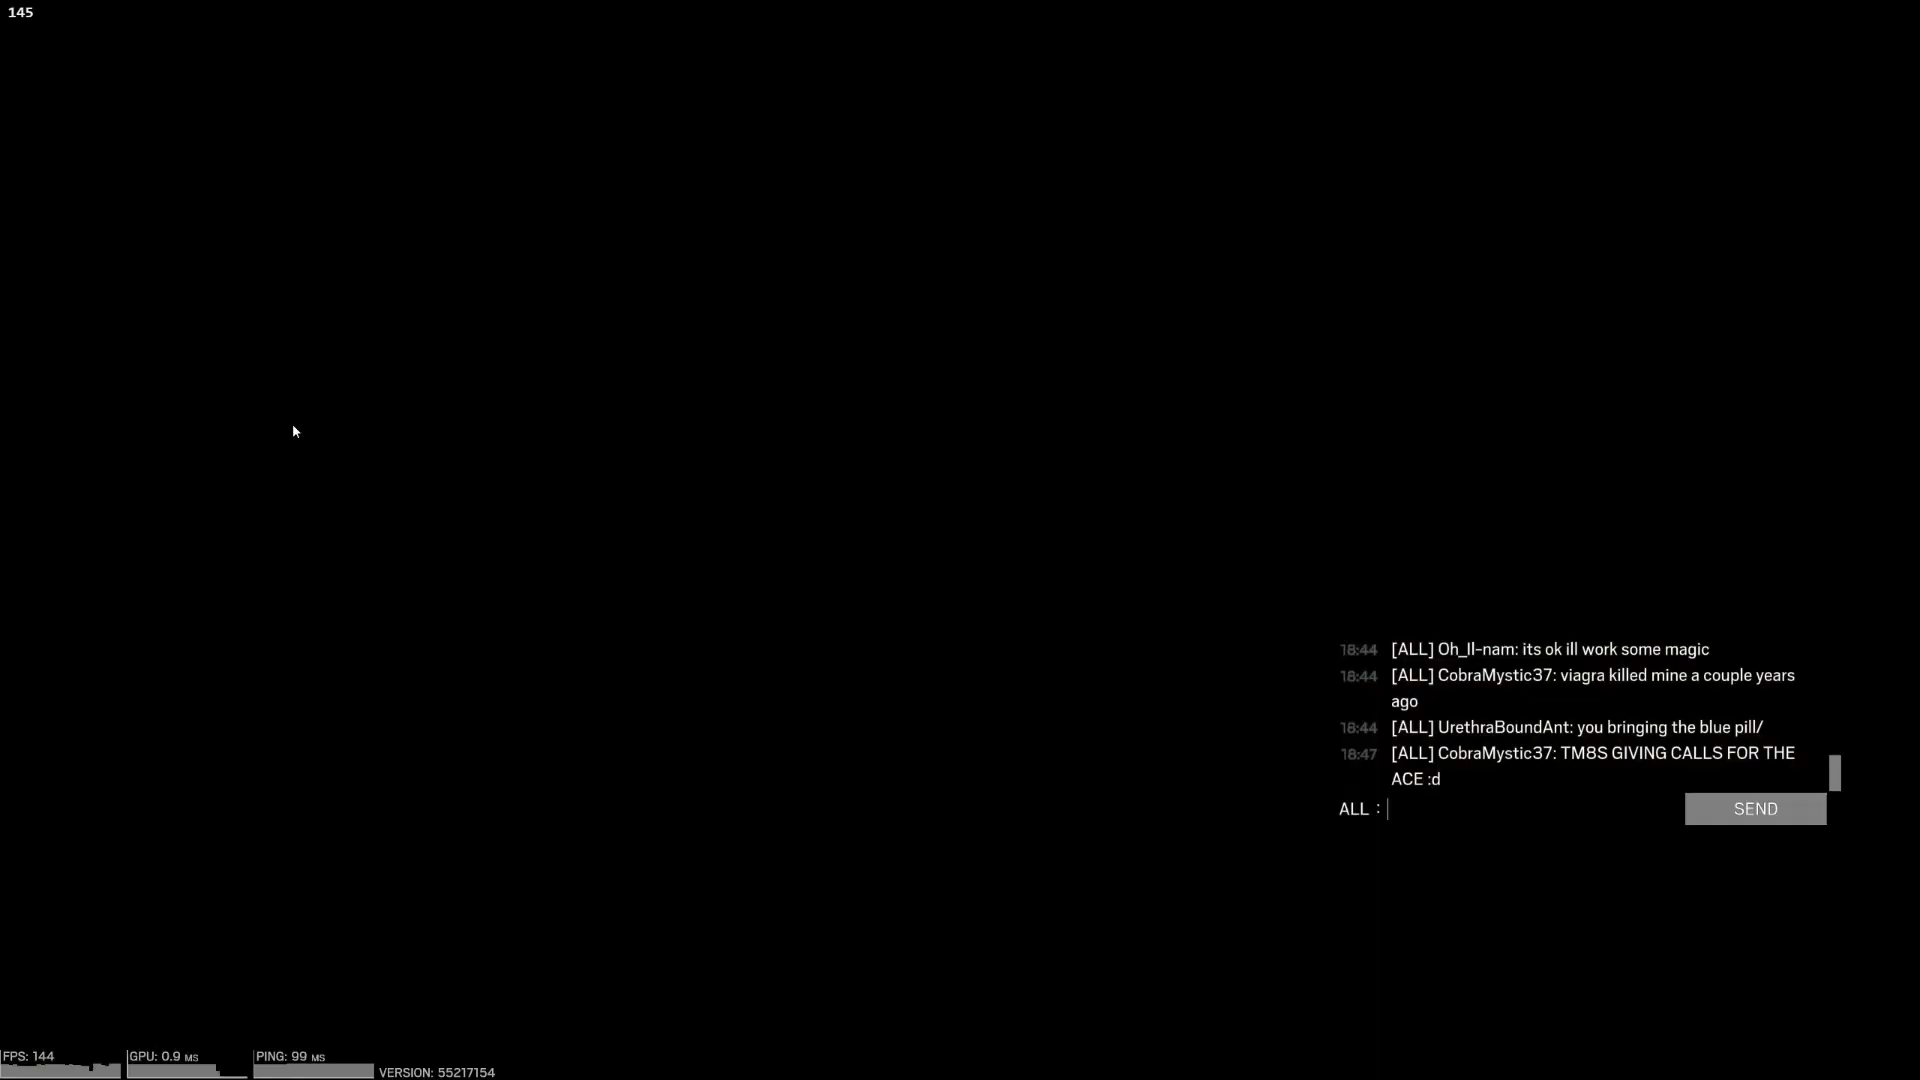 145
18:44 [ALL] Oh_Il-nam: its ok ill work some magic
18:44 [ALL] CobraMystic37: viagra killed mine a couple years
ago
18:44 [ALL] UrethraBoundAnt: you bringing the blue pill/
18:47 [ALL] CobraMystic37: TM8S GIVING CALLS FOR THE
ACE :d
ALL : SEND
FPS: 144 GPU: 0.9 MS PING: 99 MS
VERSION: 55217154